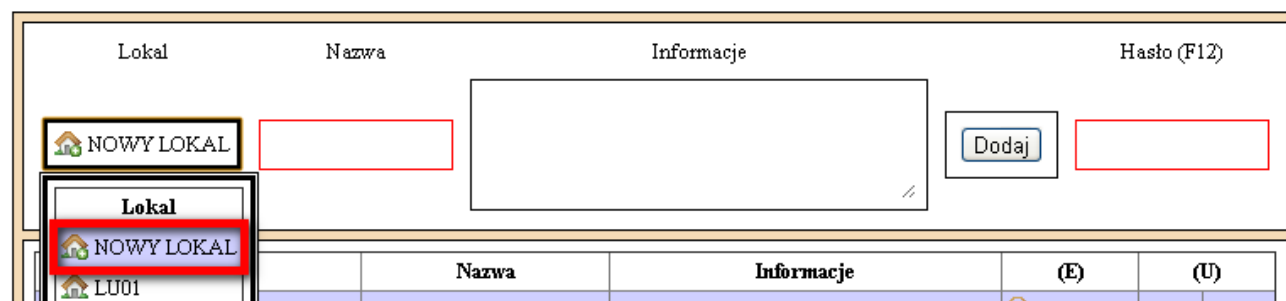 Lokal Nazwa Informacje Hasło (F12)
NOWY LOKAL Dodaj
Lokal
NOWY LOKAL
Nazwa Informacje (E) (U)
LU01